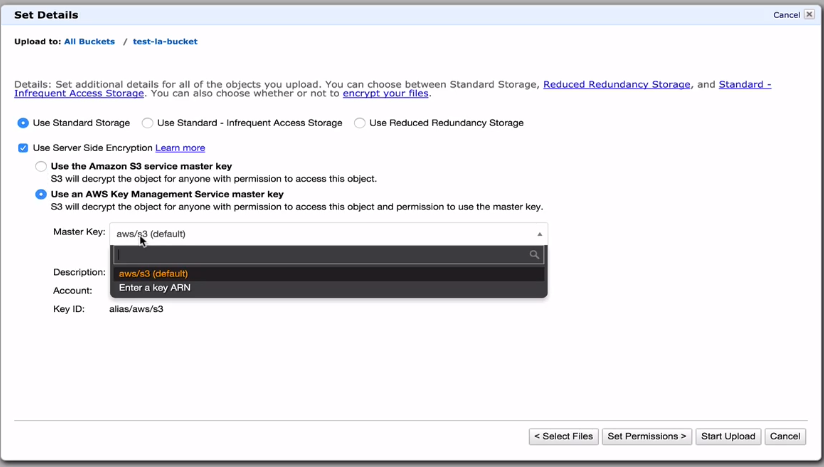 Set Details
Cancel
Upload to: All Buckets / test-la-bucket
Details: Set additional details for all of the objects you upload. You can choose between Standard Storage, Reduced Redundancy Storage, and Standard -
Infrequent Access Storage. You can also choose whether or not to encrypt your files.
Use Standard Storage Use Standard - Infrequent Access Storage Use Reduced Redundancy Storage
Use Server Side Encryption Learn more
Use the Amazon S3 service master key
S3 will decrypt the object for anyone with permission to access this object.
Use an AWS Key Management Service master key
S3 will decrypt the object for anyone with permission to access this object and permission to use the master key.
Master Key: aws/s3 (default)
Description: aws/s3 (default)
Enter a key ARN
Account:
Key ID: alias/aws/s3
< Select Files Set Permissions > Start Upload Cancel